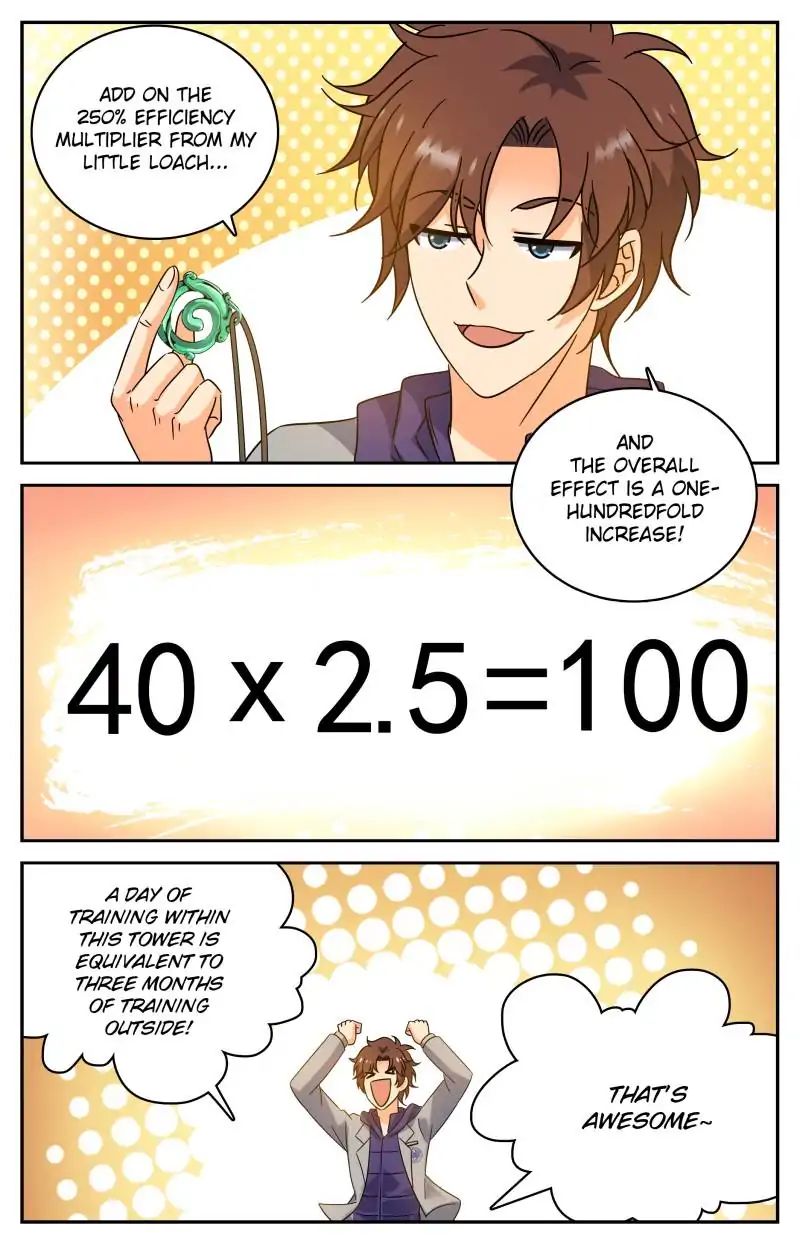 ADD ON THE
250% EFFICIENCY
MULTIPLIER FROM MY
LITTLE LOACH...
AND
THE OVERALL
EFFECT IS A ONE-
HUNDREDFOLD
INCREASE!
40 x 2.5=100
A DAY OF
TRAINING WITHIN
THIS TOWER IS
EQUIVALENT TO
THREE MONTHS
OF TRAINING
OUTSIDE!
THAT'S
AWESOME~